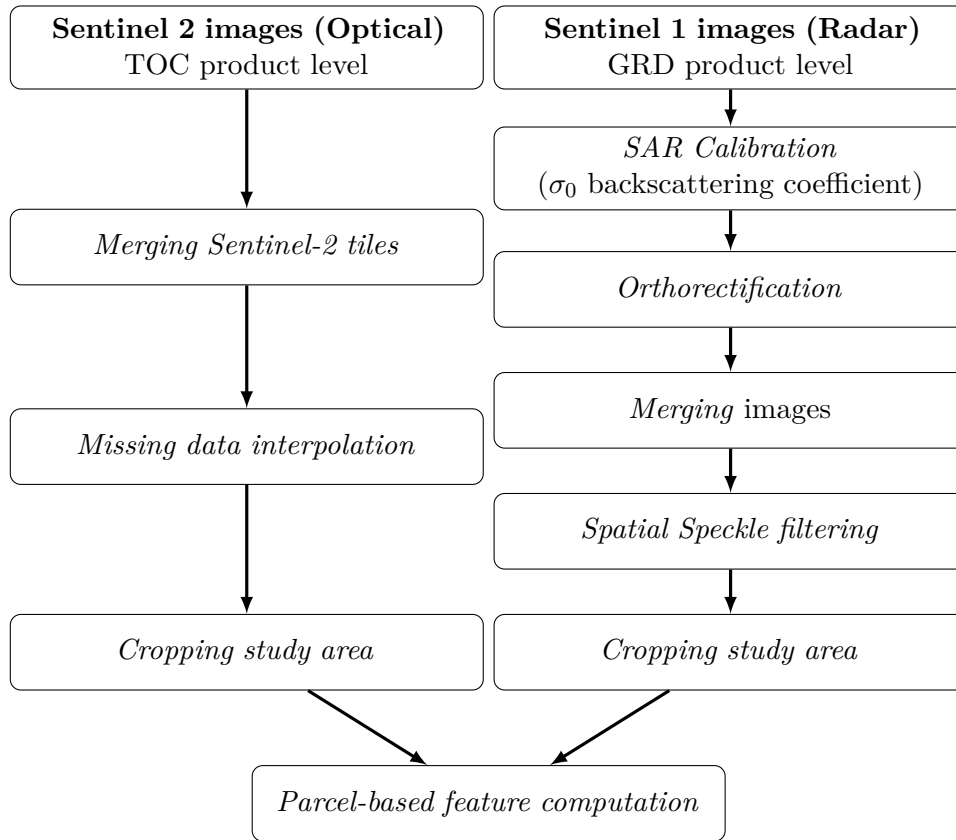 Sentinel 2 images (Optical)
TOC product level
Sentinel 1 images (Radar)
GRD product level
SAR Calibration
(σ0 backscattering coefficient)
Merging Sentinel-2 tiles
Orthorectification
Merging images
Missing data interpolation
Spatial Speckle filtering
Cropping study area
Cropping study area
Parcel-based feature computation